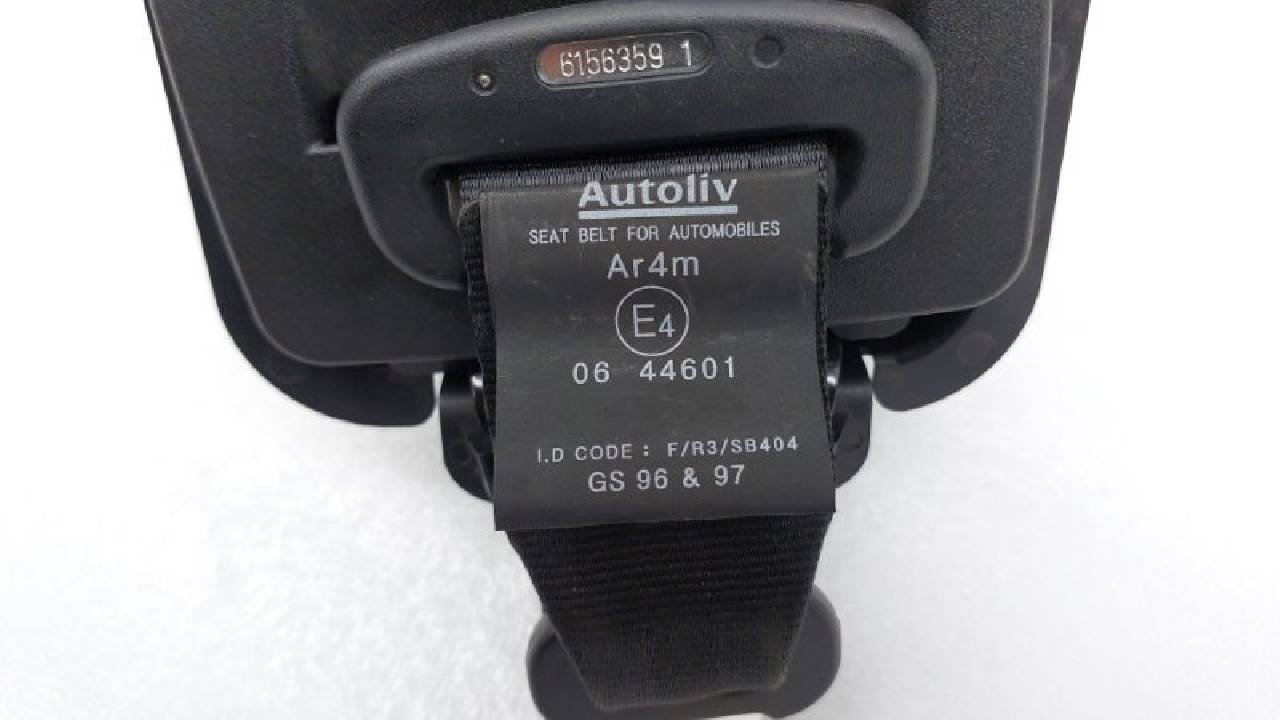 6156359 1
Autoliv
SEAT BELT FOR AUTOMOBILES
Ar4m
E4
06 44601
I.D CODE : F/R3/SB404
GS 96 & 97